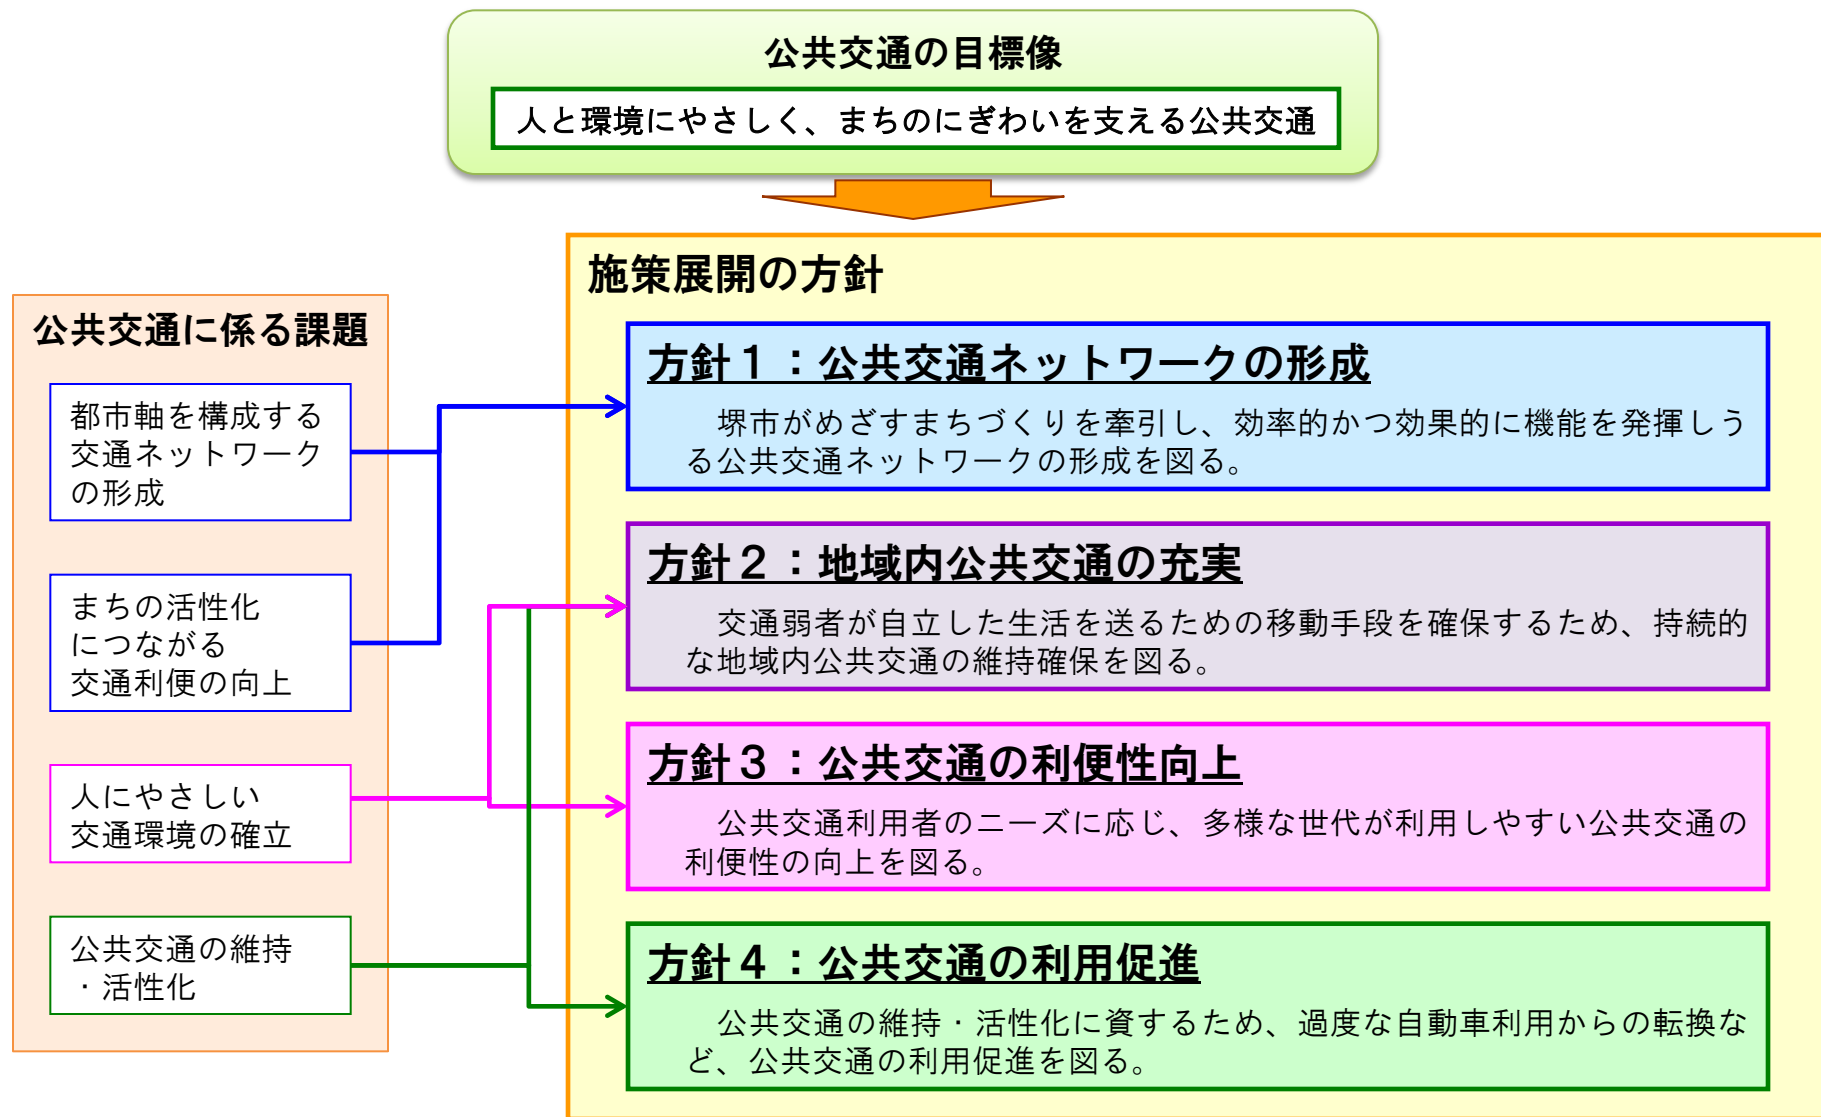 公共交通の目標像
人と環境にやさしく、まちのにぎわいを支える公共交通
公共交通に係る課題
都市軸を構成する
交通ネットワーク
の形成
まちの活性化
につながる
交通利便の向上
人にやさしい
交通環境の確立
公共交通の維持
・活性化
施策展開の方針
方針１：公共交通ネットワークの形成
堺市がめざすまちづくりを牽引し、効率的かつ効果的に機能を発揮しう
る公共交通ネットワークの形成を図る。
方針２：地域内公共交通の充実
交通弱者が自立した生活を送るための移動手段を確保するため、持続的
な地域内公共交通の維持確保を図る。
方針３：公共交通の利便性向上
公共交通利用者のニーズに応じ、多様な世代が利用しやすい公共交通の
利便性の向上を図る。
方針４：公共交通の利用促進
公共交通の維持・活性化に資するため、過度な自動車利用からの転換な
ど、公共交通の利用促進を図る。